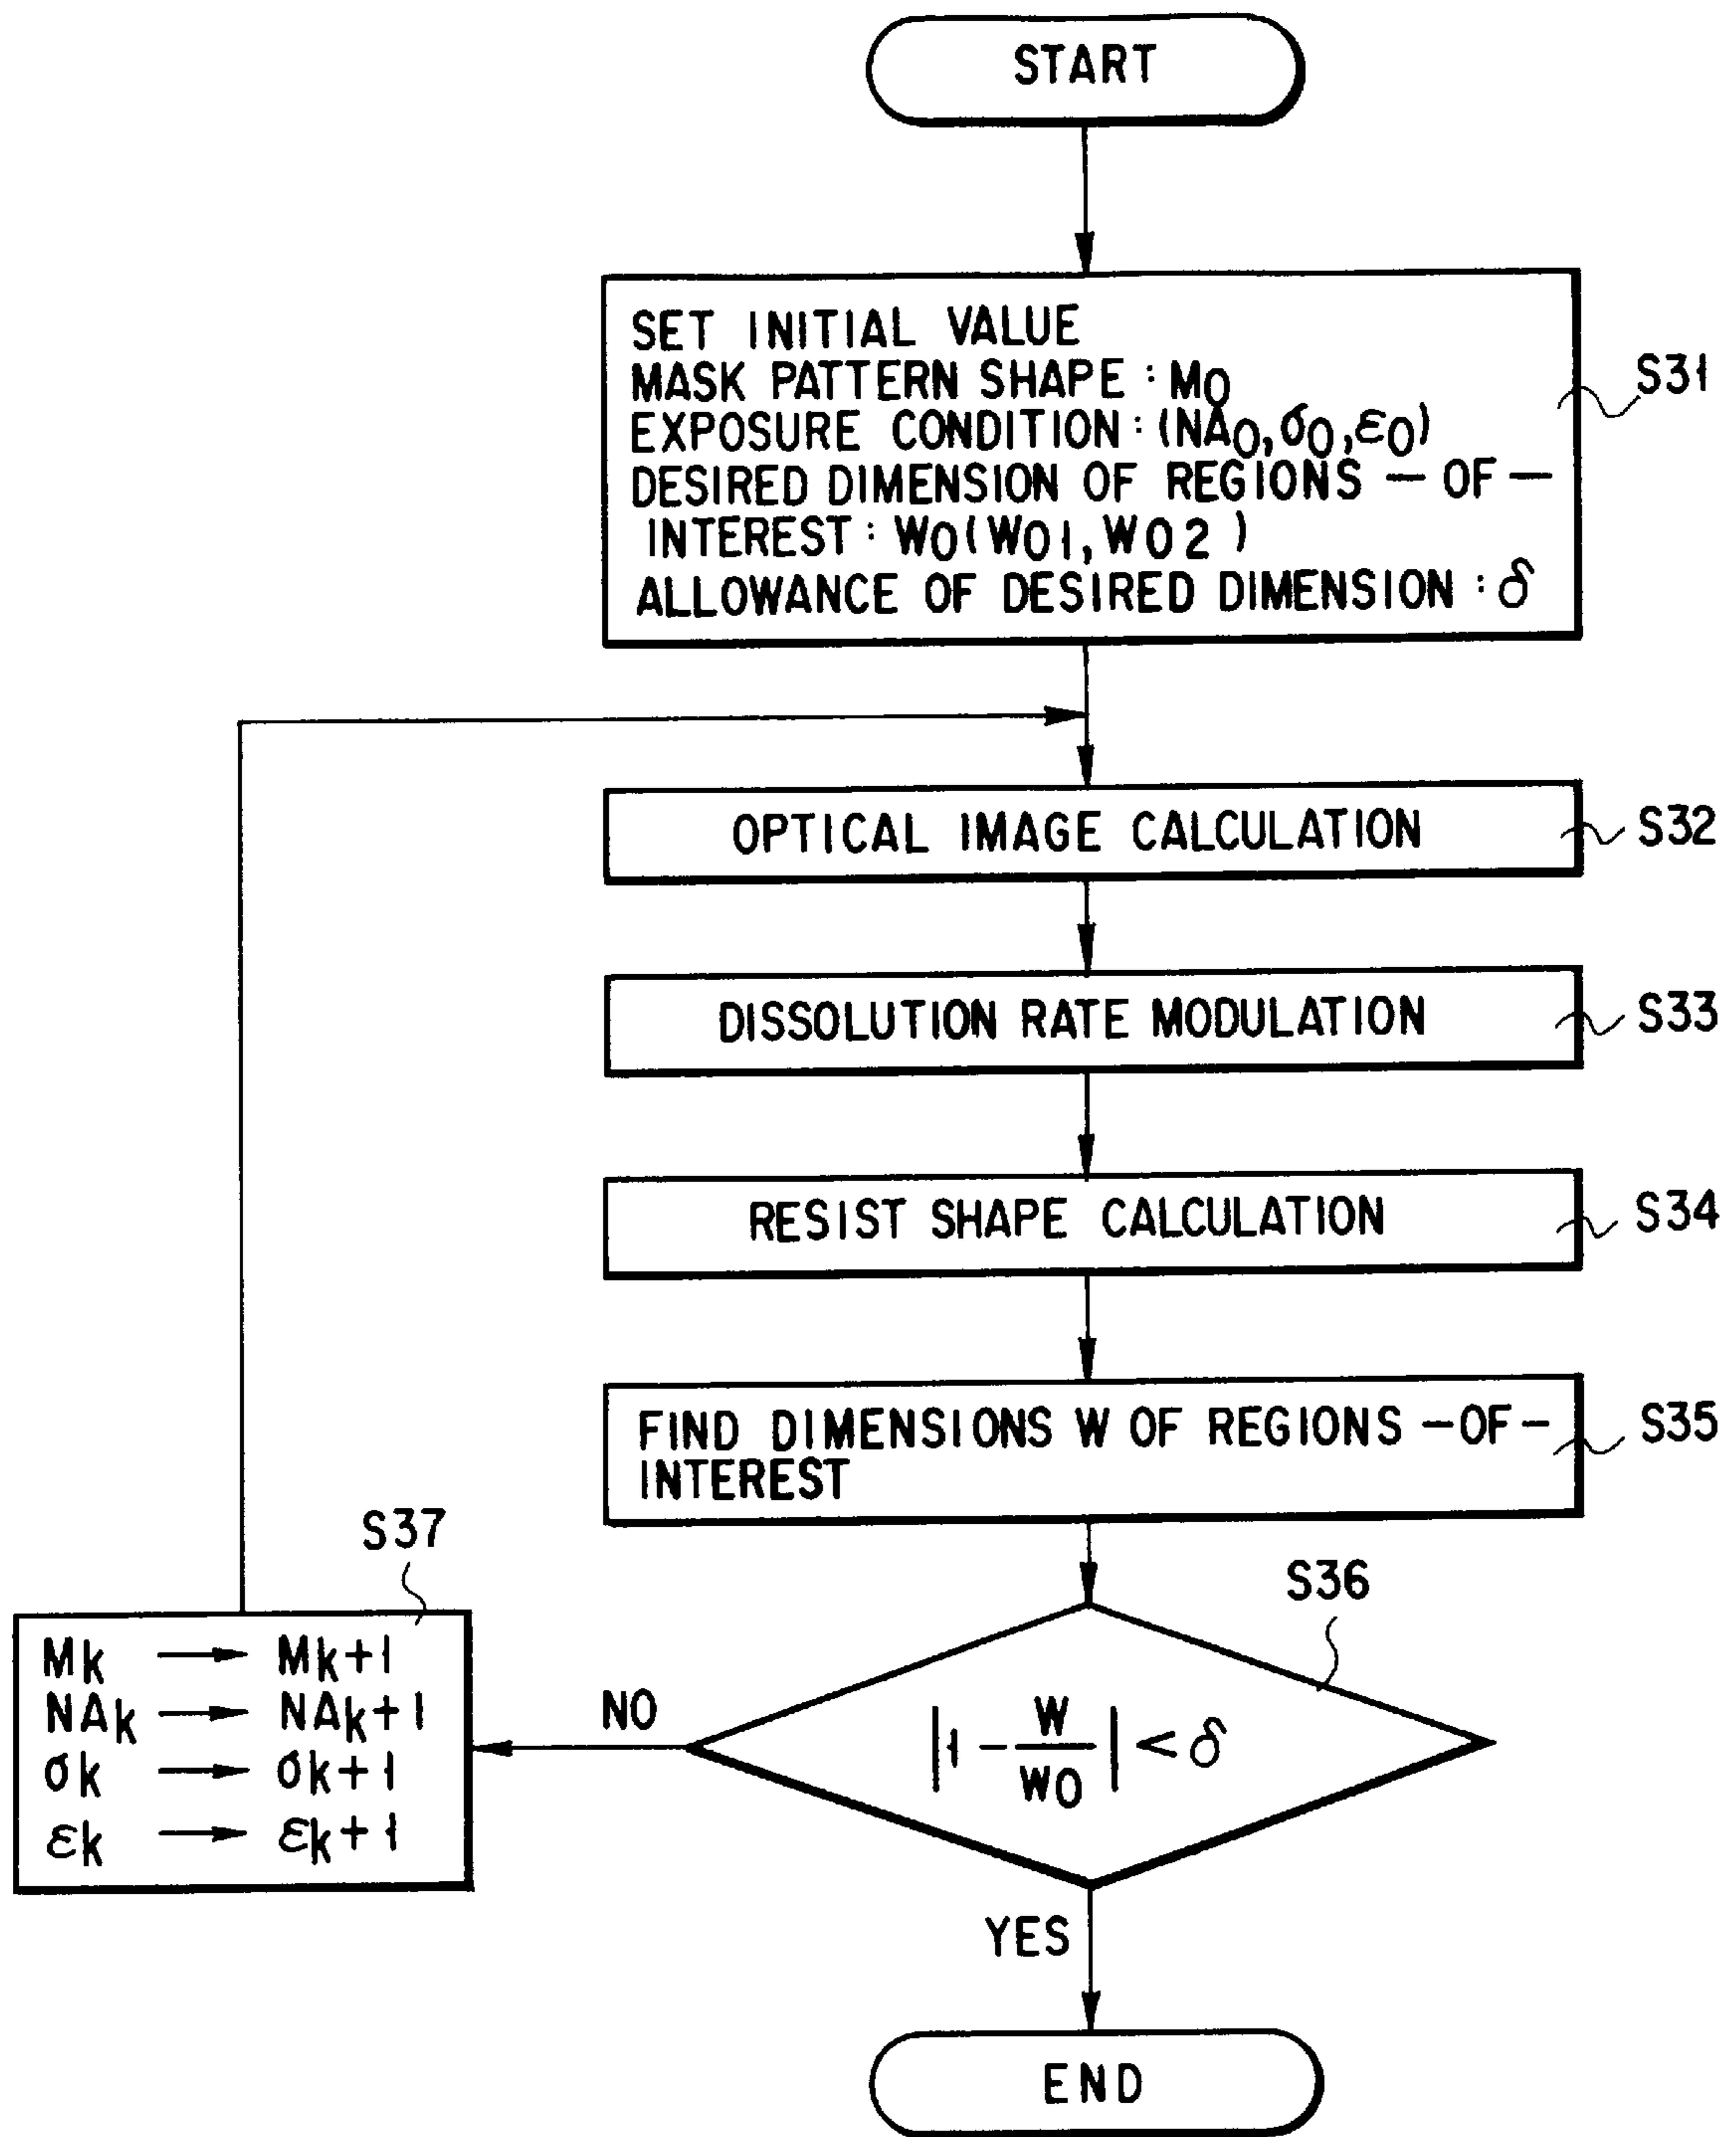 START
SET INITIAL VALUE
MASK PATTERN SHAPE : M0
EXPOSURE CONDITION : (NA0, σ0, ε0)
DESIRED DIMENSION OF REGIONS — OF —
INTEREST : W0 (W01, W02)
ALLOWANCE OF DESIRED DIMENSION : δ
S31
OPTICAL IMAGE CALCULATION
S32
DISSOLUTION RATE MODULATION
S33
RESIST SHAPE CALCULATION
S34
FIND DIMENSIONS W OF REGIONS —OF—
INTEREST
S35
S36
|1 - W/W0| < δ
NO
S37
Mk → Mk+1
NAk → NAk+1
σk → σk+1
εk → εk+1
YES
END